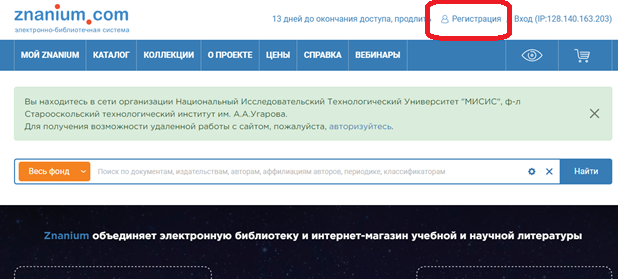 znanium.com
электронно-библиотечная система
13 дней до окончания доступа, продлить Регистрация Вход (IP:128.140.163.203)
МОЙ ZNANIUM КАТАЛОГ КОЛЛЕКЦИИ О ПРОЕКТЕ ЦЕНЫ СПРАВКА ВЕБИНАРЫ
Вы находитесь в сети организации Национальный Исследовательский Технологический Университет "МИСИС", ф-л
Старооскольский технологический институт им. А.А.Угарова.
Для получения возможности удаленной работы с сайтом, пожалуйста, авторизуйтесь.
Весь фонд Поиск по документам, издательствам, авторам, аффилиациям авторов, периодике, классификаторам Найти
Znanium объединяет электронную библиотеку и интернет-магазин учебной и научной литературы